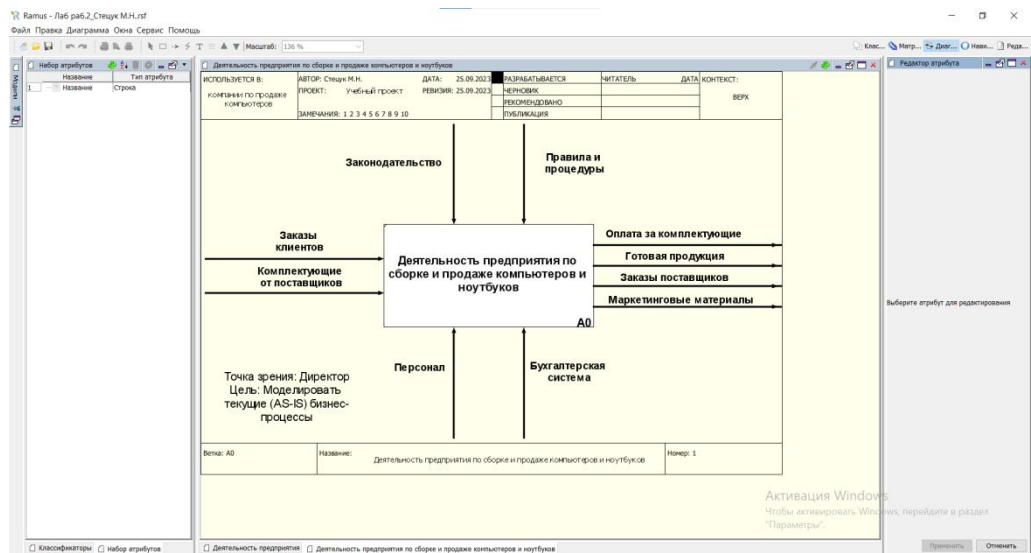 Ramus - Лаб раб.2_Стецук М.Н..rsf
Файл Правка Диаграмма Окна Сервис Помощь
Масштаб: 136 %
Клас... Матр... Диаг... Нави... Реда...
Набор атрибутов
Название Тип атрибута
1 Название Строка
Модели
Деятельность предприятия по сборке и продаже компьютеров и ноутбуков
ИСПОЛЬЗУЕТСЯ В:
компании по продаже
компьютеров
АВТОР: Стецук М.Н. ДАТА: 25.09.2023
ПРОЕКТ: Учебный проект РЕВИЗИЯ: 25.09.2023
ЗАМЕЧАНИЯ: 1 2 3 4 5 6 7 8 9 10
РАЗРАБАТЫВАЕТСЯ
ЧЕРНОВИК
РЕКОМЕНДОВАНО
ПУБЛИКАЦИЯ
ЧИТАТЕЛЬ ДАТА
КОНТЕКСТ:
ВЕРХ
Законодательство
Правила и
процедуры
Заказы
клиентов
Комплектующие
от поставщиков
Деятельность предприятия по
сборке и продаже компьютеров и
ноутбуков
A0
Оплата за комплектующие
Готовая продукция
Заказы поставщиков
Маркетинговые материалы
Персонал
Бухгалтерская
система
Точка зрения: Директор
Цель: Моделировать
текущие (AS-IS) бизнес-
процессы
Ветка: A0
Название:
Деятельность предприятия по сборке и продаже компьютеров и ноутбуков
Номер: 1
Редактор атрибута
Выберите атрибут для редактирования
Активация Windows
Чтобы активировать Windows, перейдите в раздел
"Параметры".
Применить Отменить
Классификаторы Набор атрибутов
Деятельность предприятия Деятельность предприятия по сборке и продаже компьютеров и ноутбуков